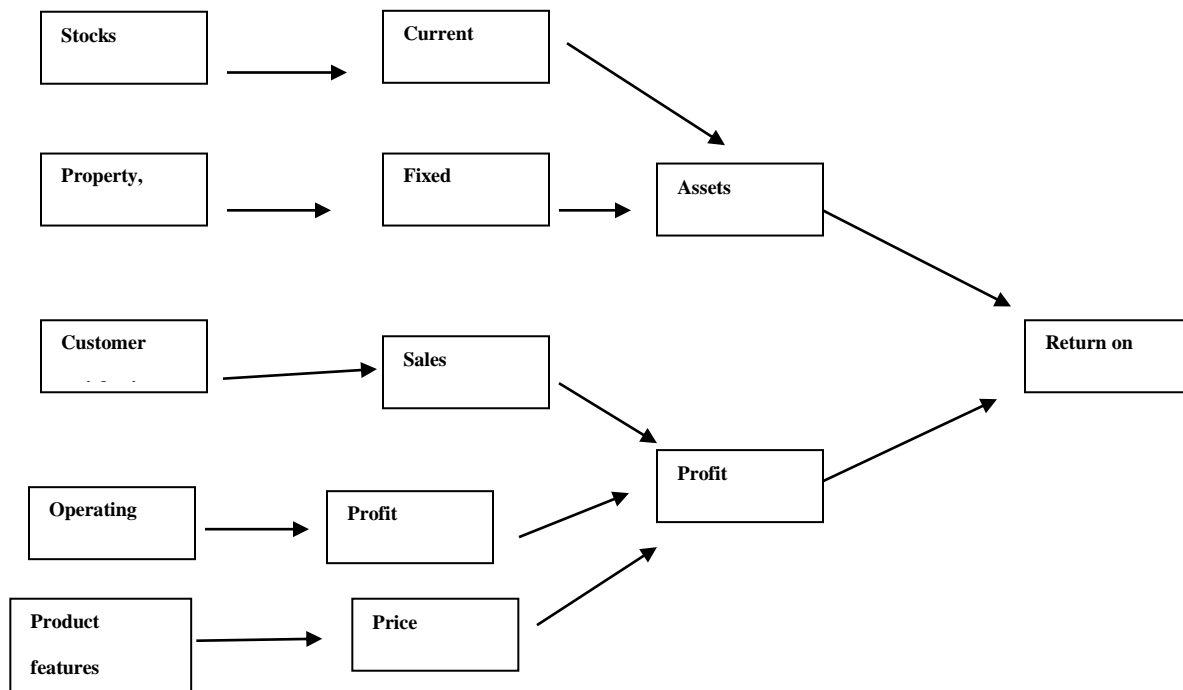 Stocks
Current
Property,
Fixed
Assets
Customer
Sales
Return on
Profit
Operating
Profit
Product
features
Price